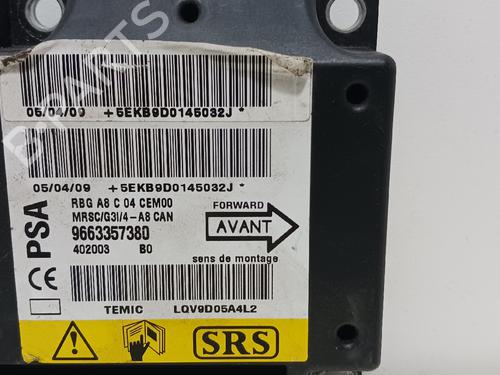 05/04/09 +5EKB9D0145032J *
05/04/09 +5EKB9D0145032J *
PSA
RBG A8 C 04 CEM00
MRSC/G3I/4-A8 CAN
9663357380
402003 B0
FORWARD
AVANT
sens de montage
CE
TEMIC LQV9D05A4L2
SRS
B-PARTS